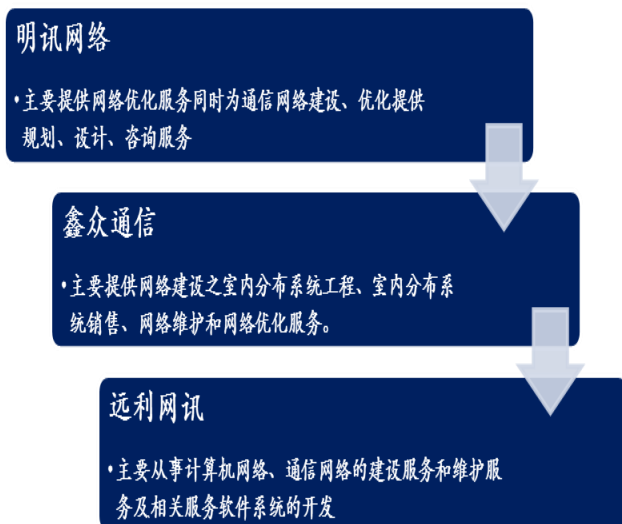 明讯网络
•主要提供网络优化服务同时为通信网络建设、优化提供
规划、设计、咨询服务
鑫众通信
•主要提供网络建设之室内分布系统工程、室内分布系
统销售、网络维护和网络优化服务。
远利网讯
•主要从事计算机网络、通信网络的建设服务和维护服
务及相关服务软件系统的开发